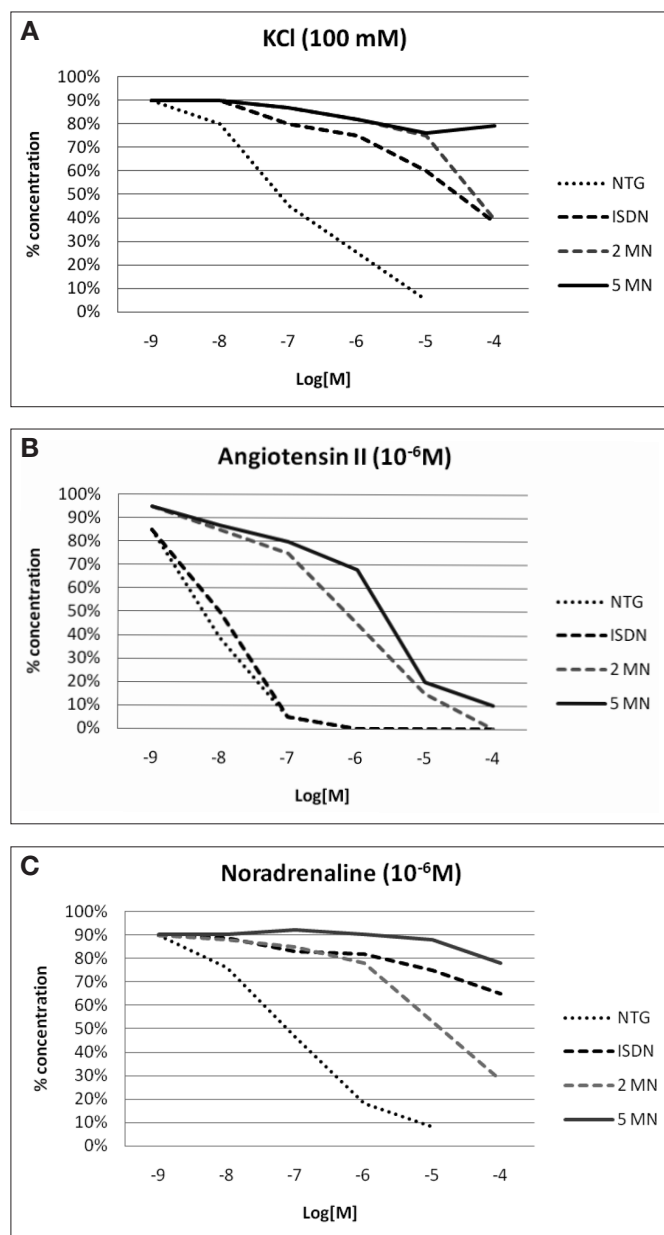 A
KCl (100 mM)
100%
90%
80%
70%
60%
50%
40%
30%
20%
10%
0%
% concentration
-9 -8 -7 -6 -5 -4
Log[M]
NTG
ISDN
2 MN
5 MN
B
Angiotensin II (10⁻⁶M)
100%
90%
80%
70%
60%
50%
40%
30%
20%
10%
0%
% concentration
-9 -8 -7 -6 -5 -4
Log[M]
NTG
ISDN
2 MN
5 MN
C
Noradrenaline (10⁻⁶M)
100%
90%
80%
70%
60%
50%
40%
30%
20%
10%
0%
% concentration
-9 -8 -7 -6 -5 -4
Log[M]
NTG
ISDN
2 MN
5 MN